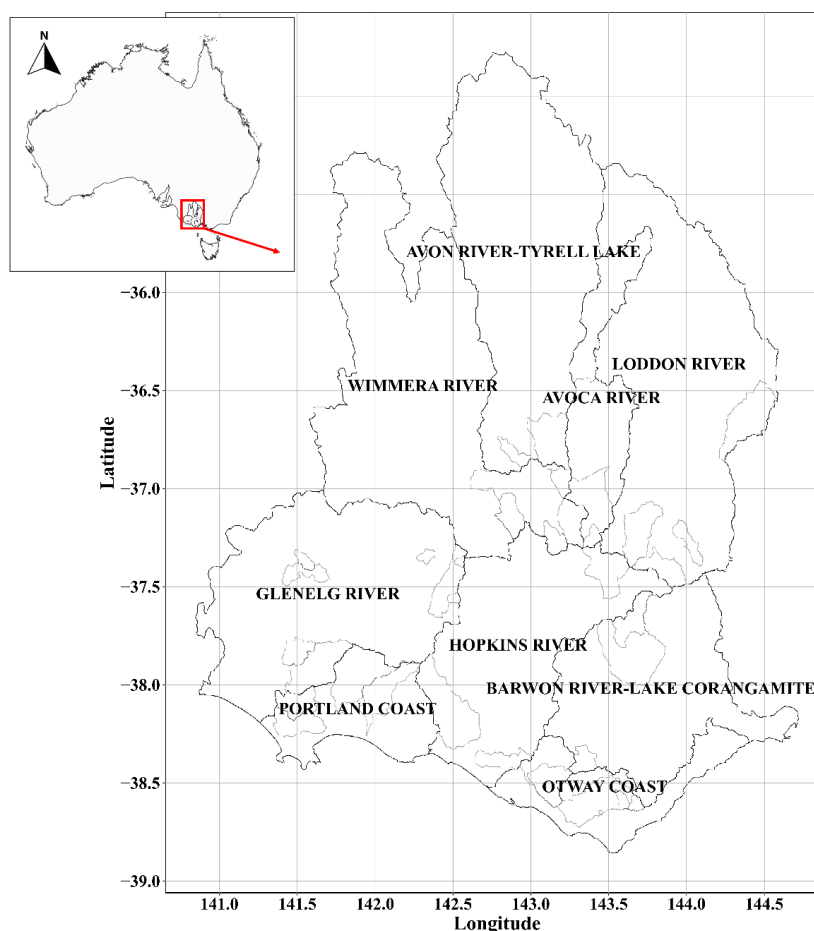 N
AVON RIVER-TYRELL LAKE
−36.0
LODDON RIVER
WIMMERA RIVER
−36.5
AVOCA RIVER
Latitude
−37.0
−37.5
GLENELG RIVER
HOPKINS RIVER
−38.0
BARWON RIVER-LAKE CORANGAMITE
PORTLAND COAST
−38.5
OTWAY COAST
−39.0
141.0 141.5 142.0 142.5 143.0 143.5 144.0 144.5
Longitude